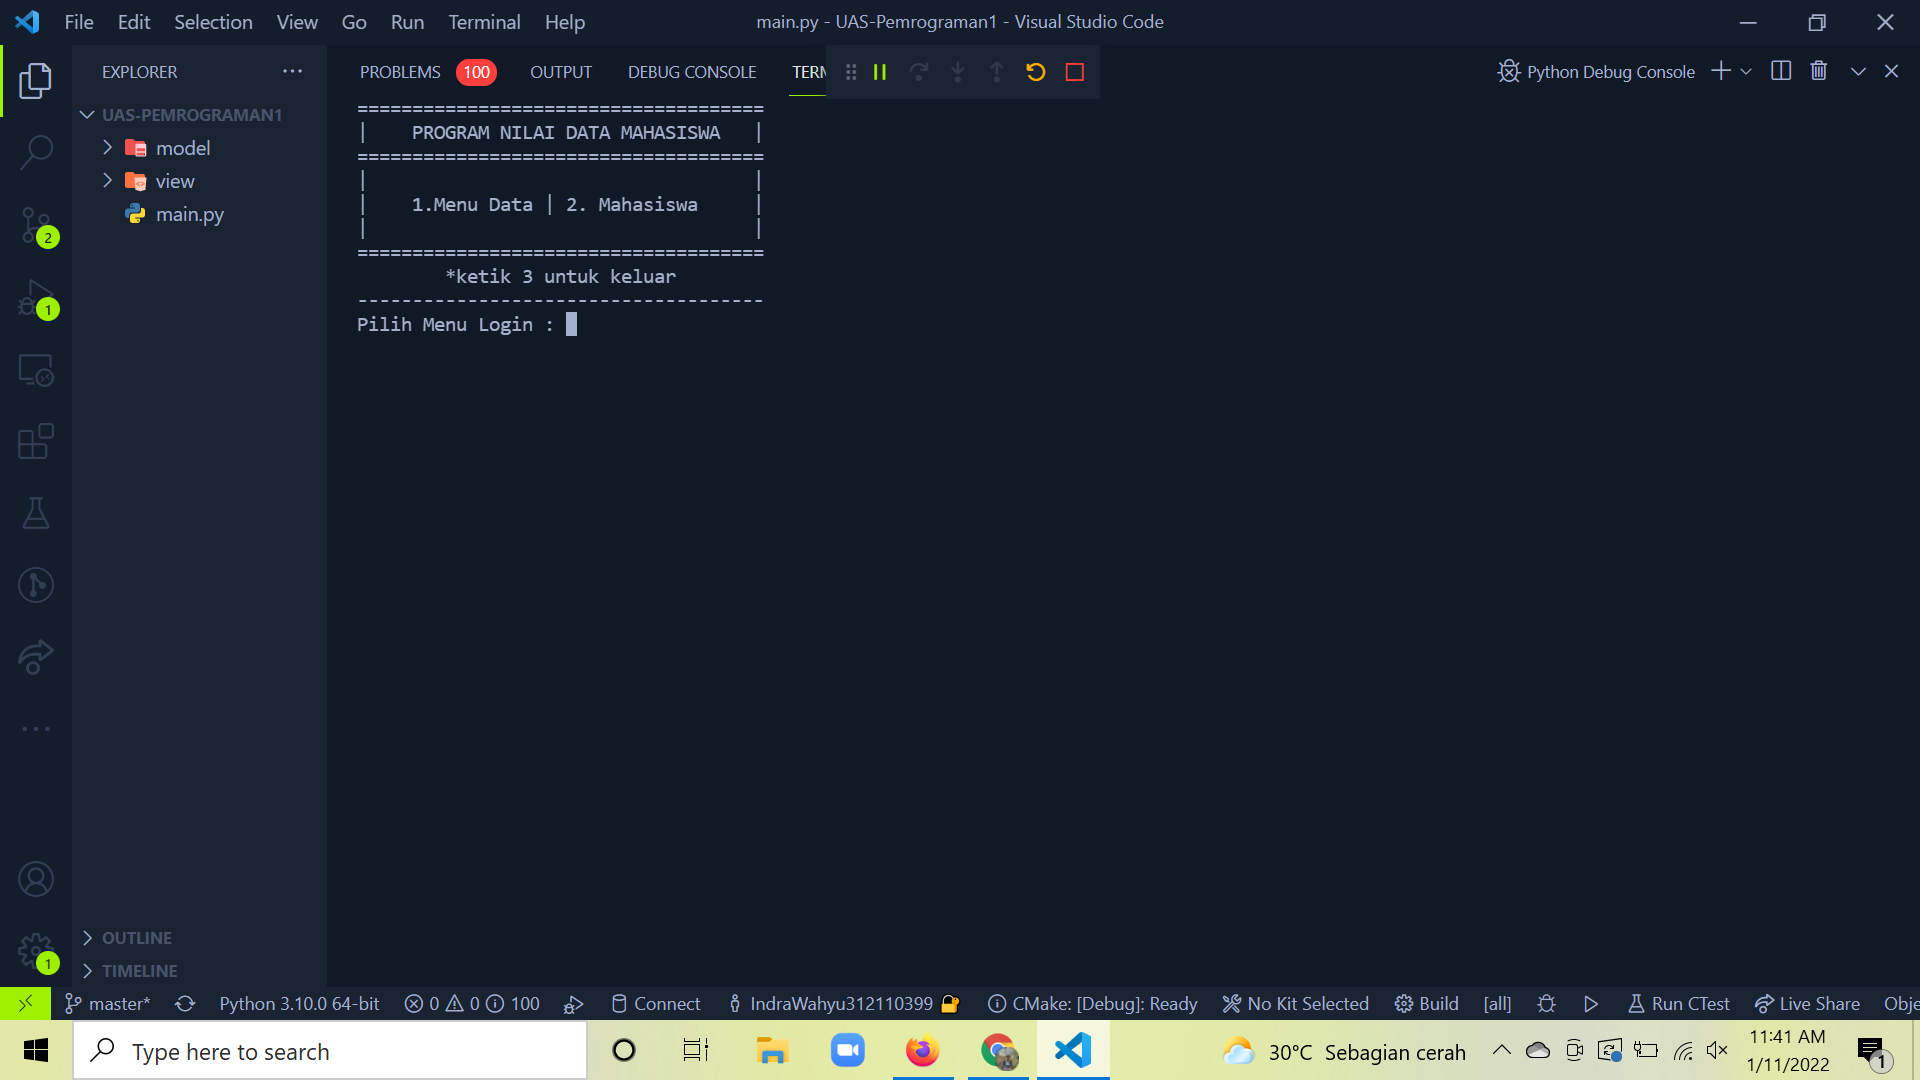 File Edit Selection View Go Run Terminal Help
main.py - UAS-Pemrograman1 - Visual Studio Code
EXPLORER
PROBLEMS 100 OUTPUT DEBUG CONSOLE TERM
Python Debug Console
UAS-PEMROGRAMAN1
model
view
main.py
2
1
=====================================
| PROGRAM NILAI DATA MAHASISWA |
=====================================
| |
| 1.Menu Data | 2. Mahasiswa |
| |
=====================================
*ketik 3 untuk keluar
-------------------------------------
Pilih Menu Login :
OUTLINE
TIMELINE
1
master* Python 3.10.0 64-bit 0 0 100 Connect IndraWahyu312110399 CMake: [Debug]: Ready No Kit Selected Build [all] Run CTest Live Share Obje
Type here to search
30°C Sebagian cerah
11:41 AM
1/11/2022
1